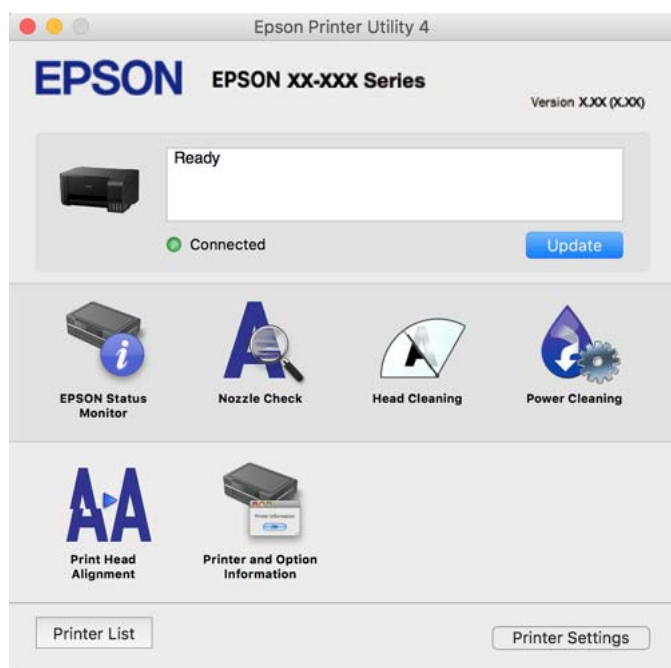 Epson Printer Utility 4
EPSON
EPSON XX-XXX Series
Version X.XX (X.XX)
Ready
Connected
Update
EPSON Status
Monitor
Nozzle Check
Head Cleaning
Power Cleaning
Print Head
Alignment
Printer and Option
Information
Printer List
Printer Settings